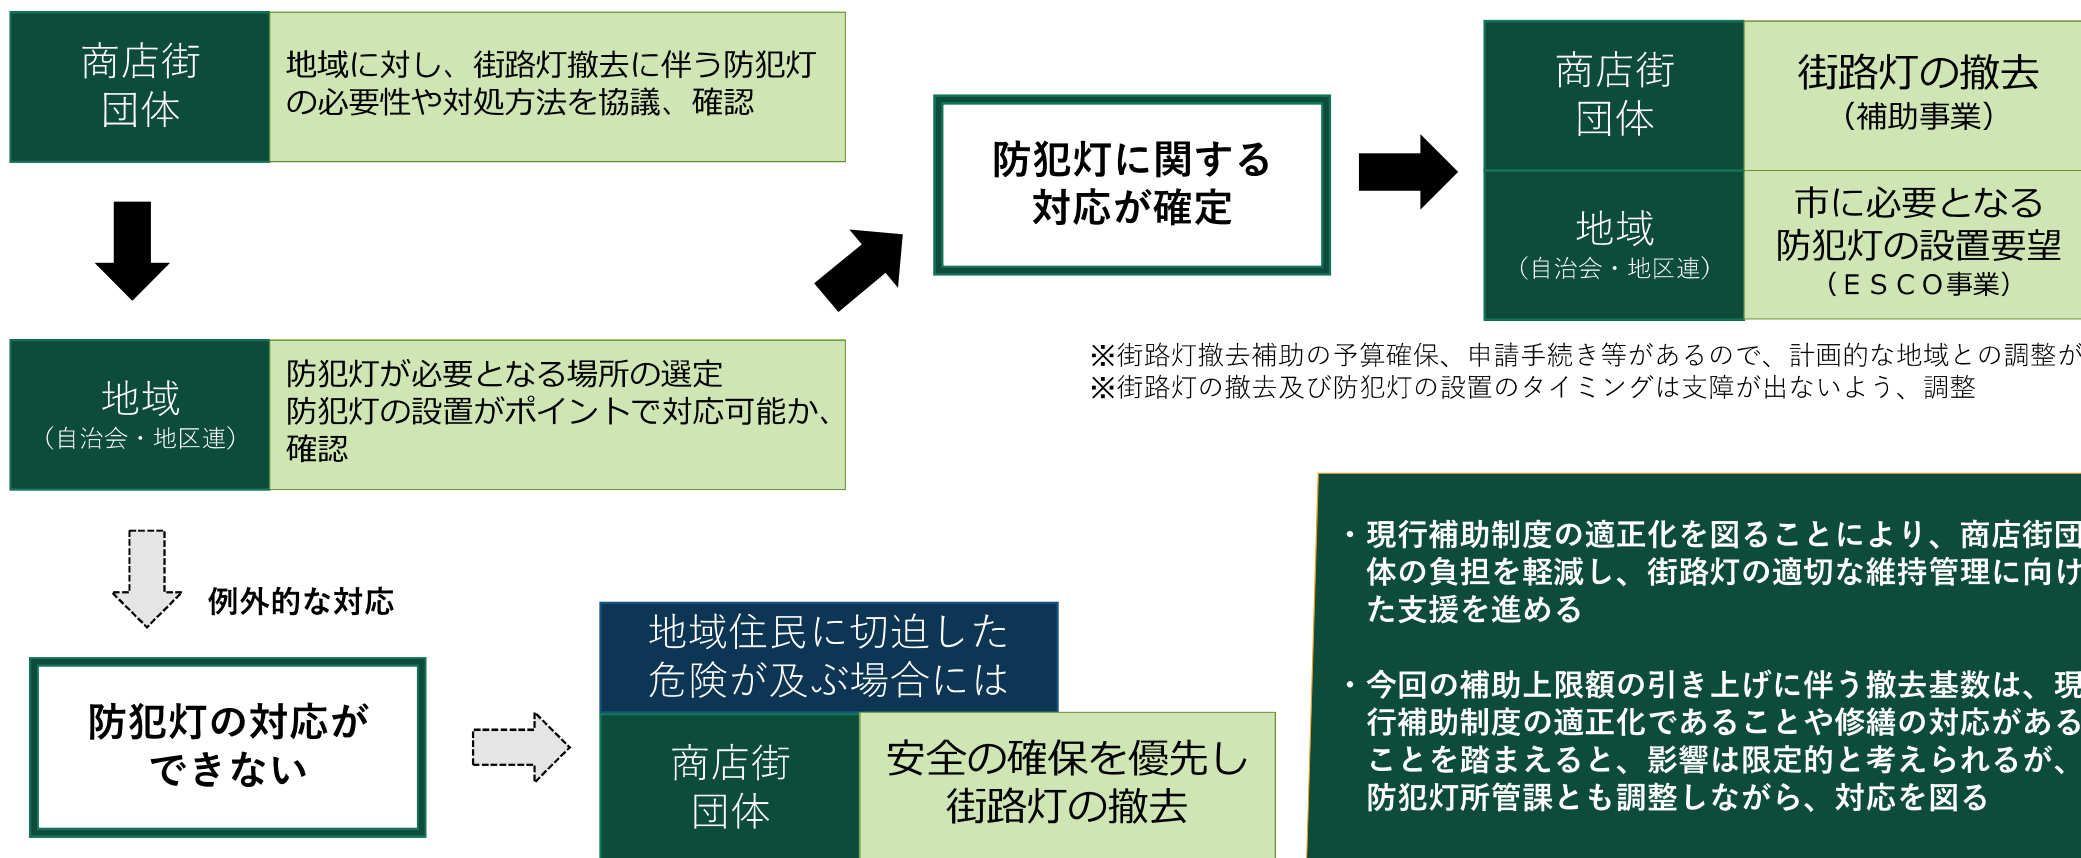 商店街
団体
地域に対し、街路灯撤去に伴う防犯灯
の必要性や対処方法を協議、確認
地域
（自治会・地区連）
防犯灯が必要となる場所の選定
防犯灯の設置がポイントで対応可能か、
確認
防犯灯に関する
対応が確定
商店街
団体
街路灯の撤去
（補助事業）
地域
（自治会・地区連）
市に必要となる
防犯灯の設置要望
（ＥＳＣＯ事業）
※街路灯撤去補助の予算確保、申請手続き等があるので、計画的な地域との調整が
※街路灯の撤去及び防犯灯の設置のタイミングは支障が出ないよう、調整
例外的な対応
防犯灯の対応が
できない
地域住民に切迫した
危険が及ぶ場合には
商店街
団体
安全の確保を優先し
街路灯の撤去
・現行補助制度の適正化を図ることにより、商店街団
体の負担を軽減し、街路灯の適切な維持管理に向け
た支援を進める
・今回の補助上限額の引き上げに伴う撤去基数は、現
行補助制度の適正化であることや修繕の対応がある
ことを踏まえると、影響は限定的と考えられるが、
防犯灯所管課とも調整しながら、対応を図る